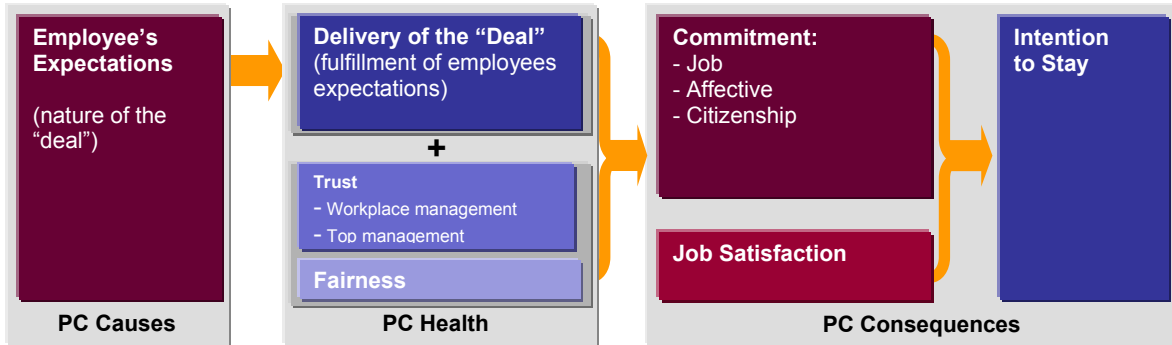 Employee’s
Expectations
(nature of the
“deal”)
PC Causes
Delivery of the “Deal”
(fulfillment of employees
expectations)
+
Trust
- Workplace management
- Top management
Fairness
PC Health
Commitment:
- Job
- Affective
- Citizenship
Job Satisfaction
Intention
to Stay
PC Consequences